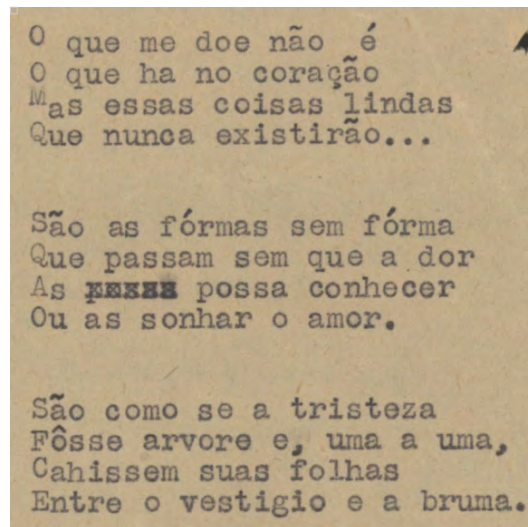 O que me doe não é
O que ha no coração
Mas essas coisas lindas
Que nunca existirão...
São as fórmas sem fórma
Que passam sem que a dor
As possa conhecer
Ou as sonhar o amor.
São como se a tristeza
Fôsse arvore e, uma a uma,
Cahissem suas folhas
Entre o vestigio e a bruma.